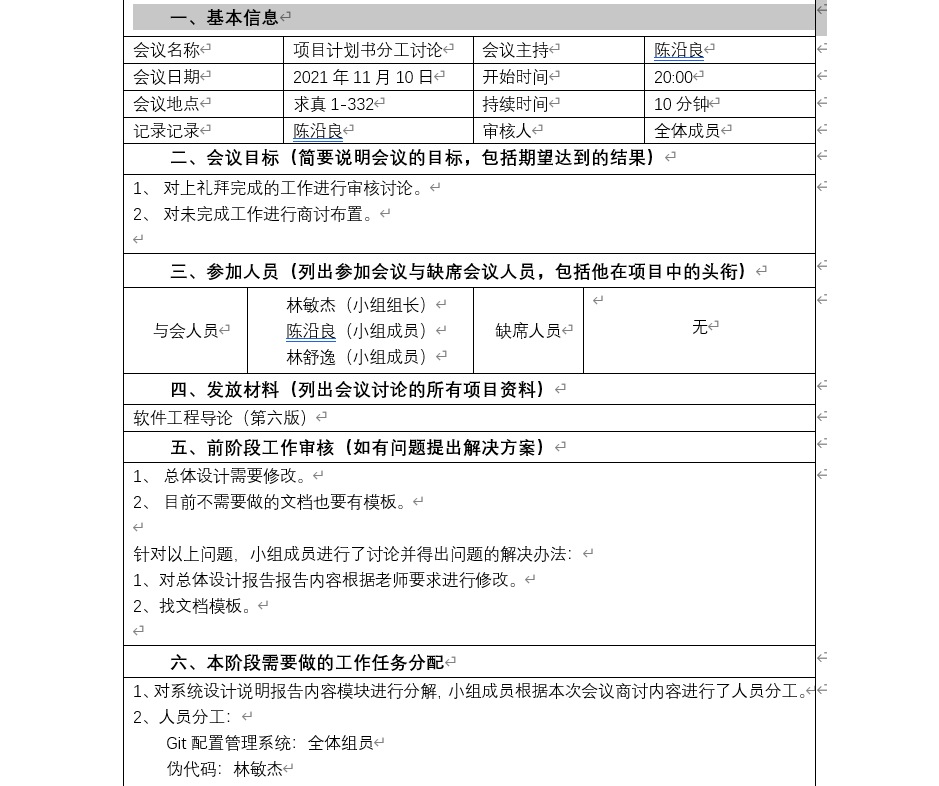 一、基本信息
会议名称 项目计划书分工讨论 会议主持 陈沿良
会议日期 2021 年 11 月 10 日 开始时间 20:00
会议地点 求真 1-332 持续时间 10 分钟
记录记录 陈沿良 审核人 全体成员
二、会议目标（简要说明会议的目标，包括期望达到的结果）
1、 对上礼拜完成的工作进行审核讨论。
2、 对未完成工作进行商讨布置。
三、参加人员（列出参加会议与缺席会议人员，包括他在项目中的头衔）
与会人员
林敏杰（小组组长）
陈沿良（小组成员）
林舒逸（小组成员）
缺席人员
无
四、发放材料（列出会议讨论的所有项目资料）
软件工程导论（第六版）
五、前阶段工作审核（如有问题提出解决方案）
1、 总体设计需要修改。
2、 目前不需要做的文档也要有模板。
针对以上问题，小组成员进行了讨论并得出问题的解决办法：
1、对总体设计报告报告内容根据老师要求进行修改。
2、找文档模板。
六、本阶段需要做的工作任务分配
1、对系统设计说明报告内容模块进行分解，小组成员根据本次会议商讨内容进行了人员分工。
2、人员分工：
Git 配置管理系统：全体组员
伪代码：林敏杰